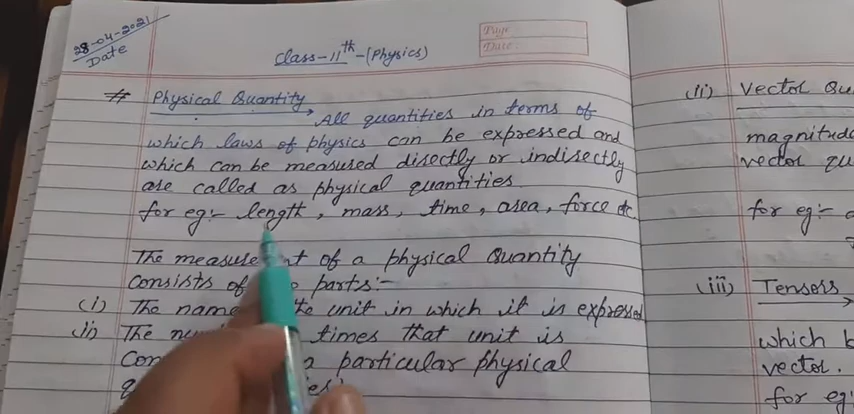 28-04-2021
Date
Class-11th-(Physics)
Page:
Date:
# Physical Quantity → All quantities in terms of
which laws of physics can be expressed and
which can be measured directly or indirectly
are called as physical quantities.
for eg:- length, mass, time, area, force etc.
The measure nt of a physical Quantity
consists of parts:-
(i) The name unit in which it is expressed
(ii) The times that unit is
Con a particular physical
(ii) Vector Qu
magnitude
vector qu
for eg:-
(iii) Tensors
which
vector.
for eg: